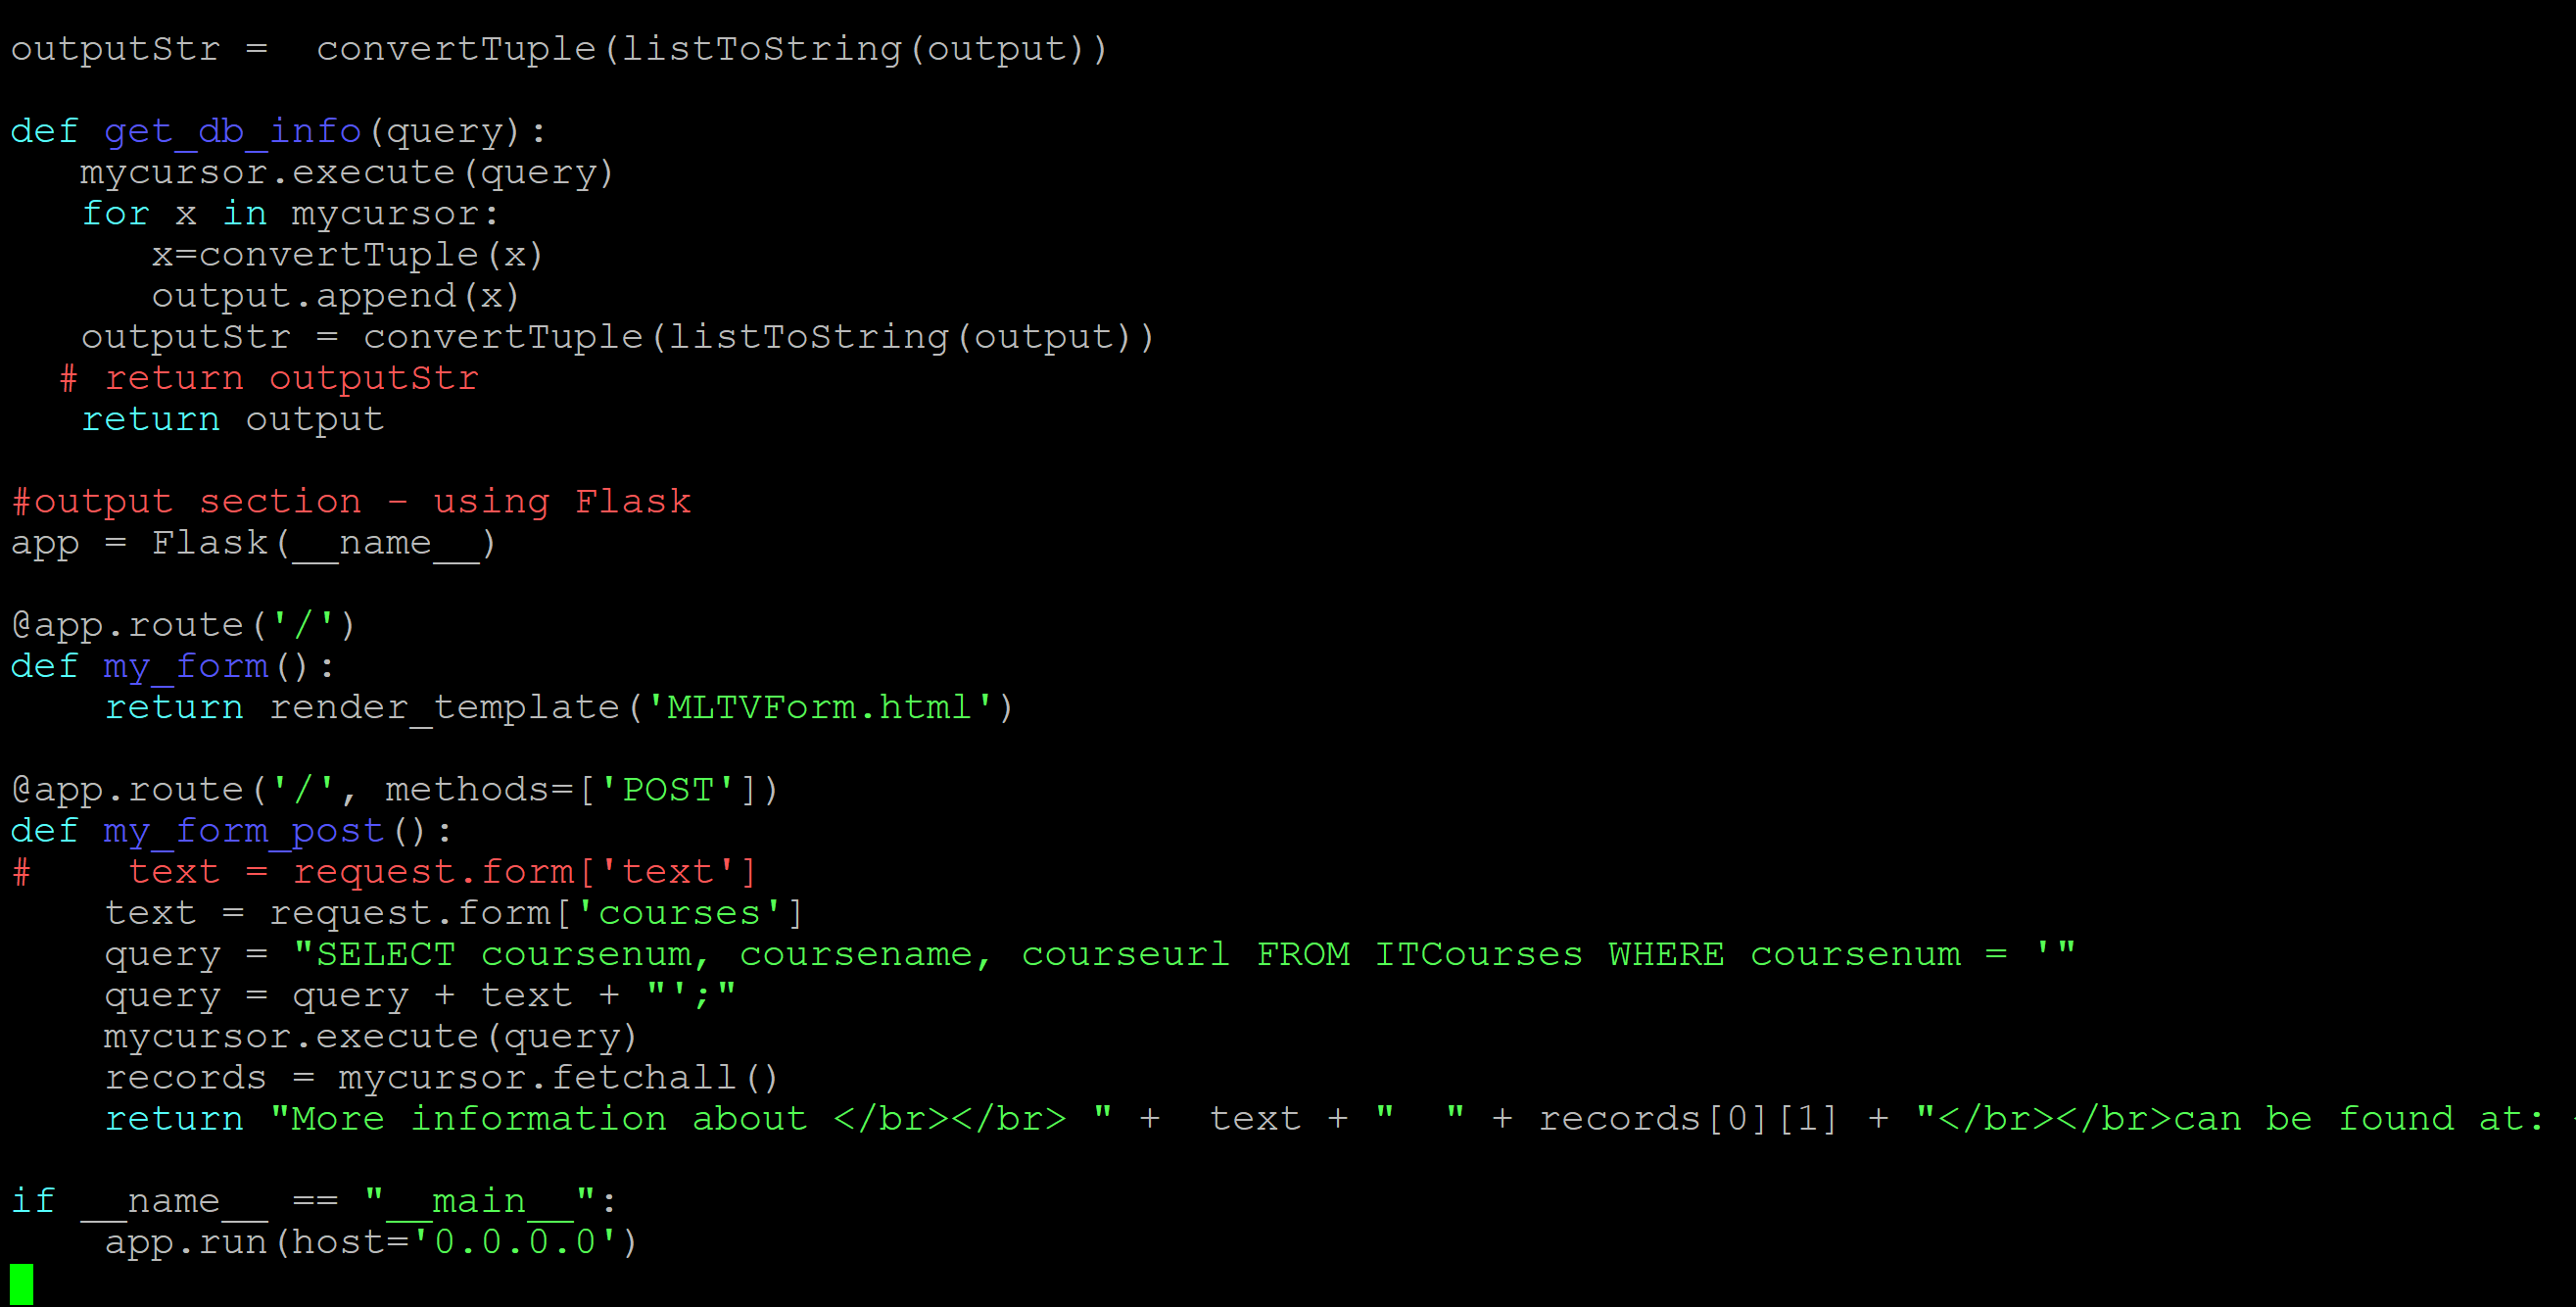 outputStr =  convertTuple(listToString(output))
def get_db_info(query):
   mycursor.execute(query)
   for x in mycursor:
      x=convertTuple(x)
      output.append(x)
   outputStr = convertTuple(listToString(output))
  # return outputStr
   return output
#output section - using Flask
app = Flask(__name__)
@app.route('/')
def my_form():
    return render_template('MLTVForm.html')
@app.route('/', methods=['POST'])
def my_form_post():
#    text = request.form['text']
    text = request.form['courses']
    query = "SELECT coursenum, coursename, courseurl FROM ITCourses WHERE coursenum = '"
    query = query + text + "';"
    mycursor.execute(query)
    records = mycursor.fetchall()
    return "More information about </br></br> " +  text + "  " + records[0][1] + "</br></br>can be found at:
if __name__ == "__main__":
    app.run(host='0.0.0.0')